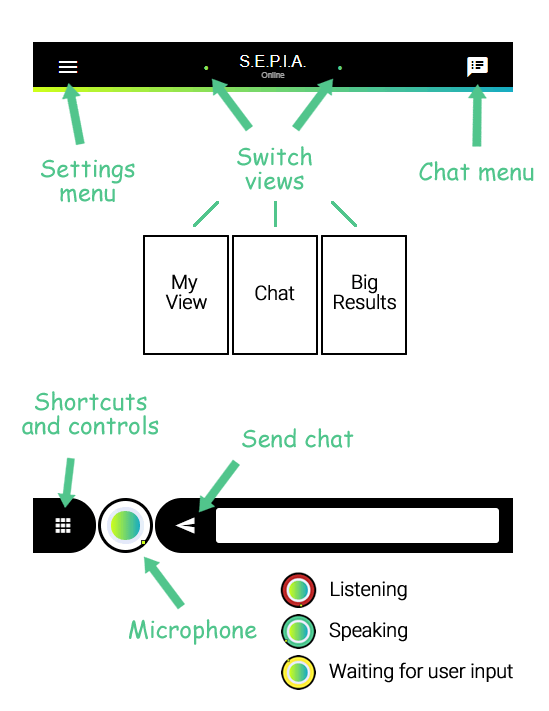 S.E.P.I.A.
Online
Settings
menu
Switch
views
Chat menu
My
View
Chat
Big
Results
Shortcuts
and controls
Send chat
Microphone
Listening
Speaking
Waiting for user input